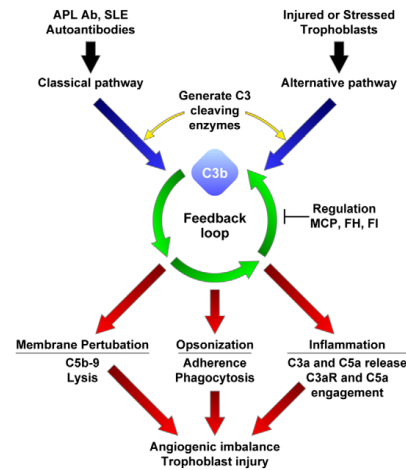 APL Ab, SLE
Autoantibodies
Injured or Stressed
Trophoblasts
Classical pathway
Alternative pathway
Generate C3
cleaving
enzymes
C3b
Feedback
loop
Regulation
MCP, FH, FI
Membrane Pertubation
C5b-9
Lysis
Opsonization
Adherence
Phagocytosis
Inflammation
C3a and C5a release
C3aR and C5a
engagement
Angiogenic imbalance
Trophoblast injury